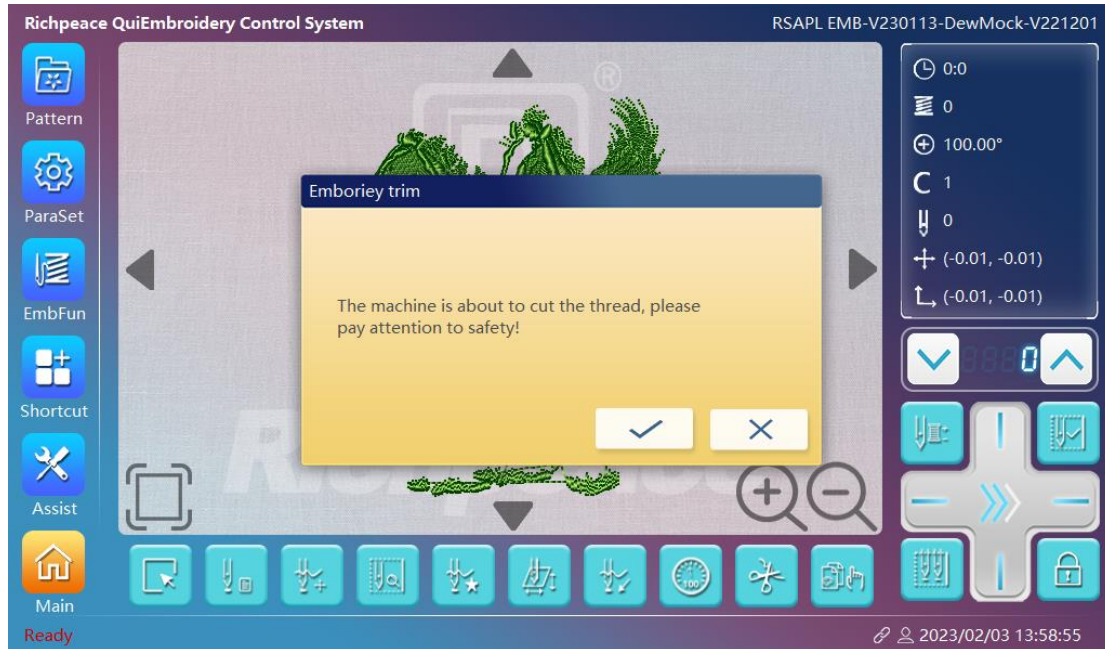 Richpeace QuiEmbroidery Control System
RSAPL EMB-V230113-DewMock-V221201
Pattern
ParaSet
EmbFun
Shortcut
Assist
Main
Emboriey trim
The machine is about to cut the thread, please
pay attention to safety!
0:0
0
100.00°
C 1
0
(-0.01, -0.01)
(-0.01, -0.01)
0
100
Ready
2023/02/03 13:58:55